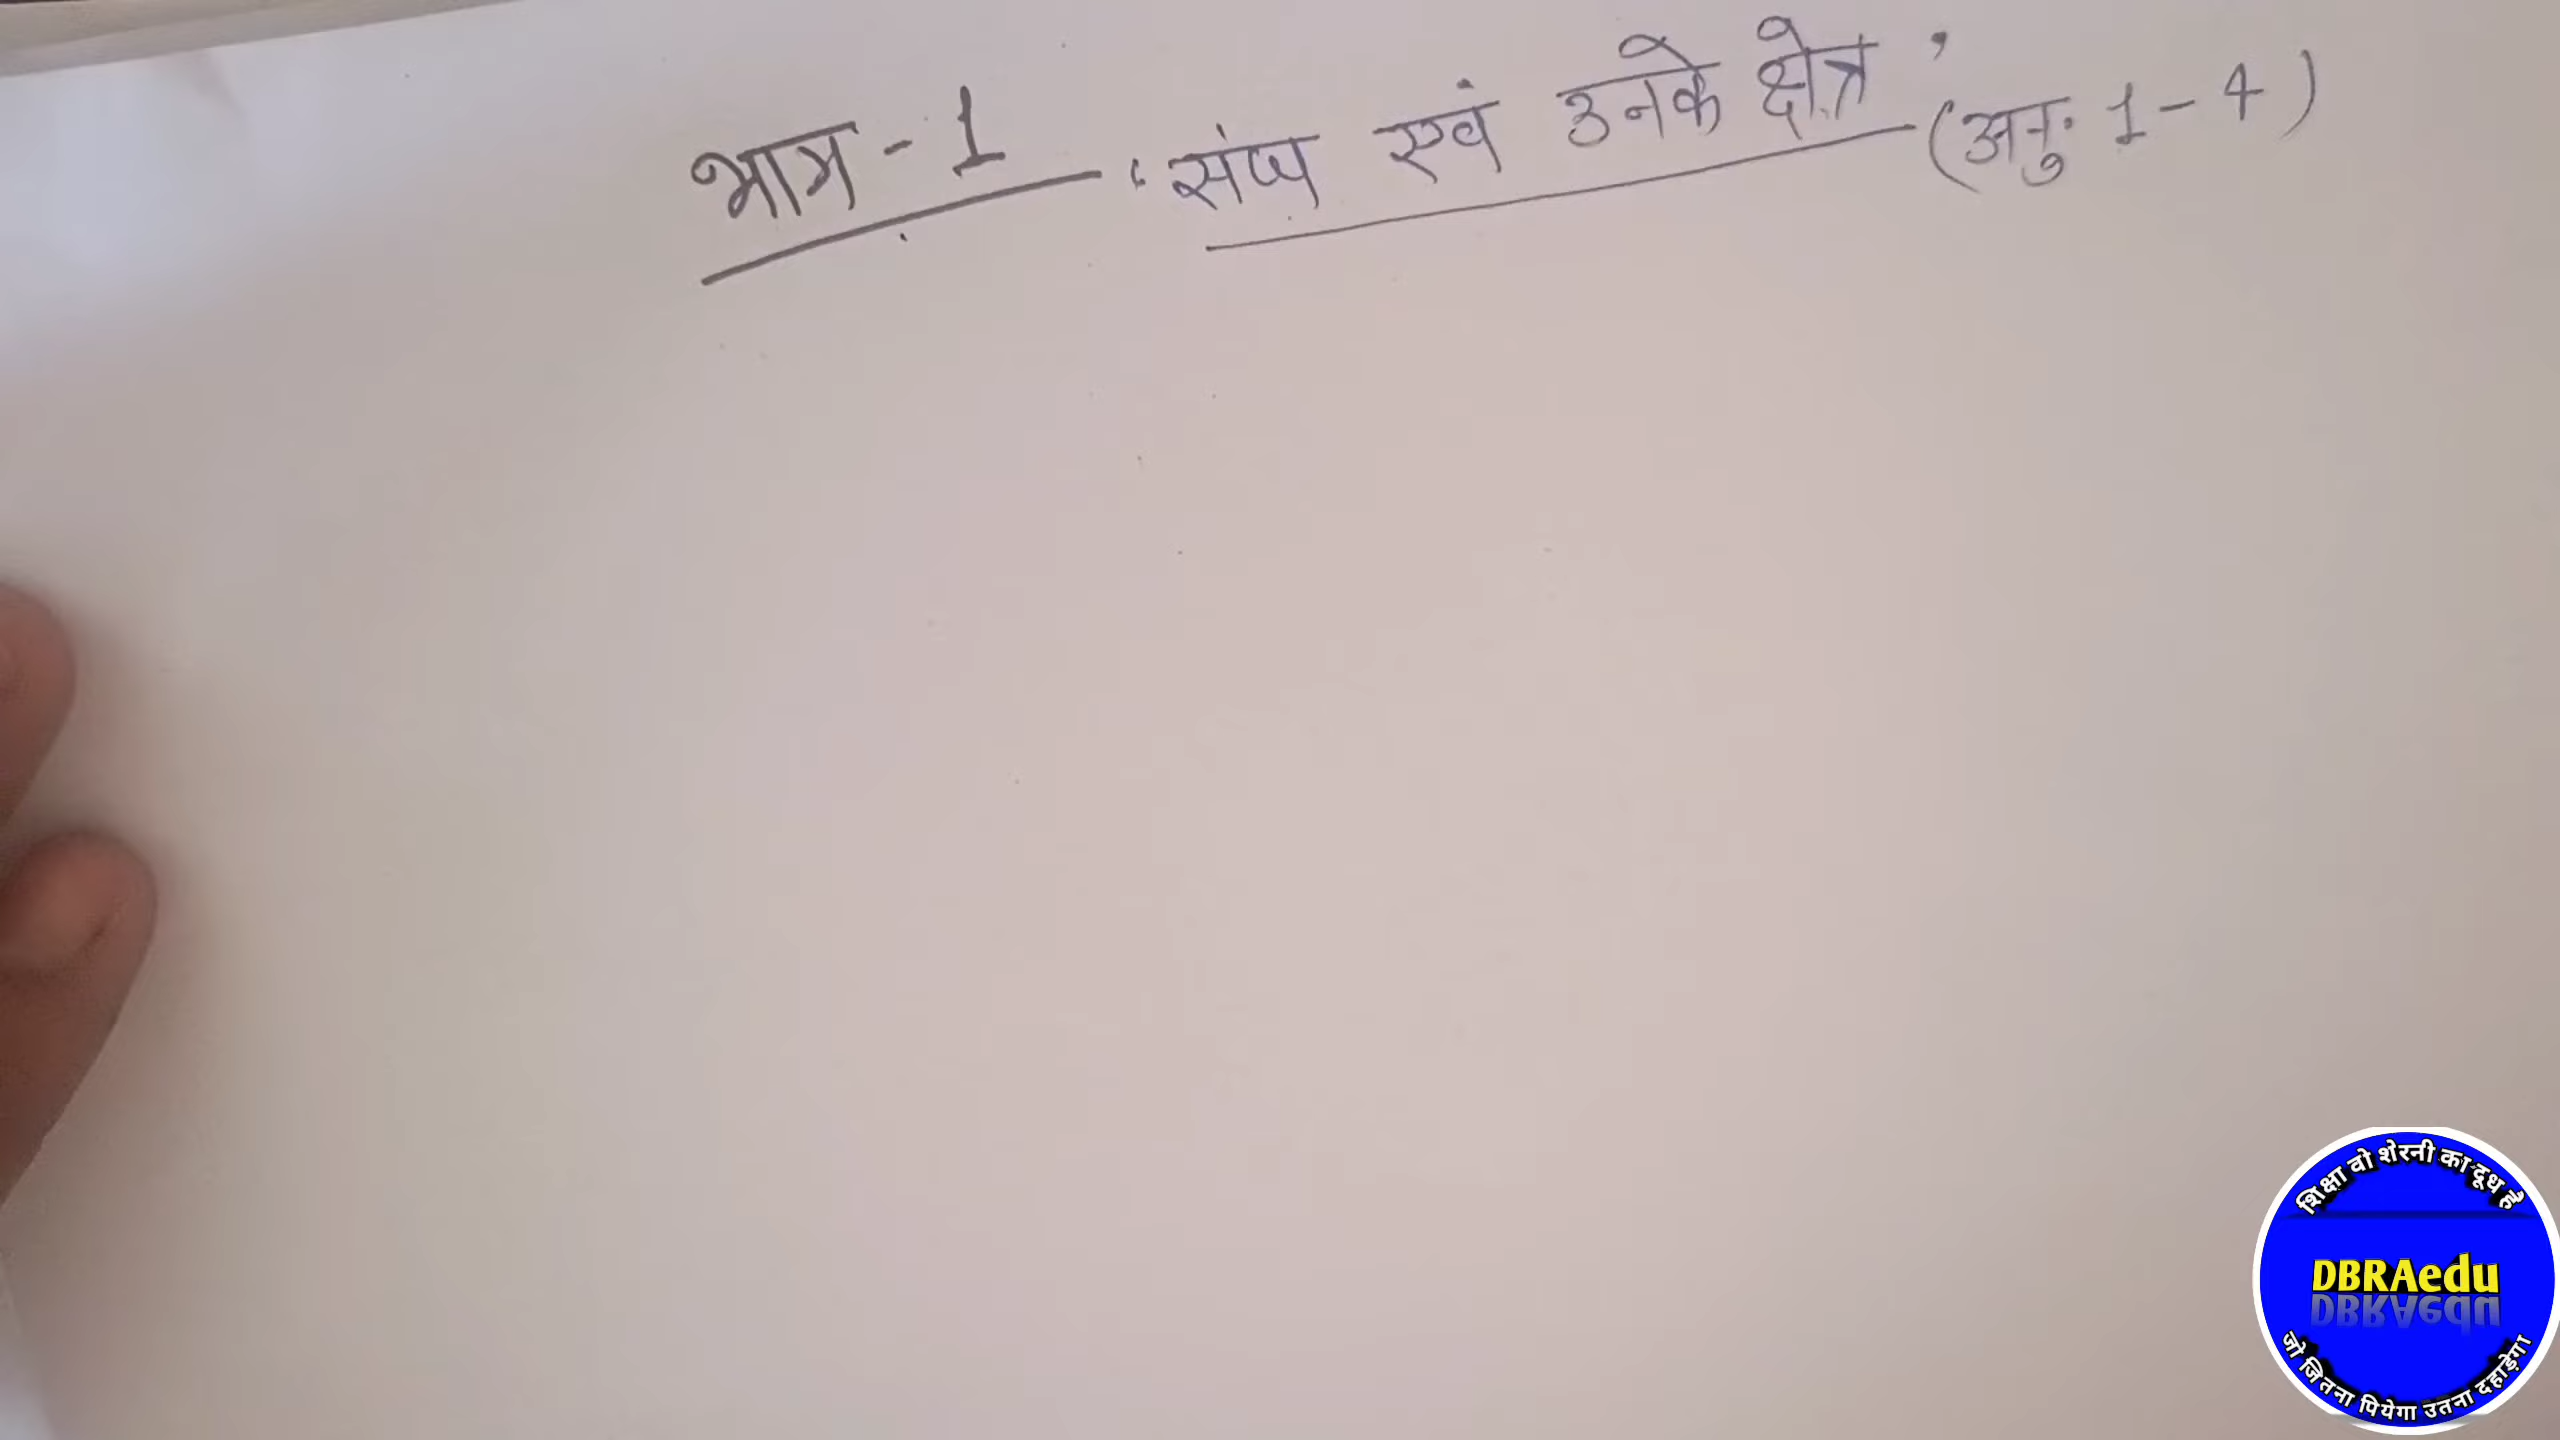 भाग - 1 'संघ एवं उनके क्षेत्र' (अनु. 1 - 4)
शिक्षा वो शेरनी का दूध है
DBRAedu
जो जितना पियेगा उतना दहाड़ेगा